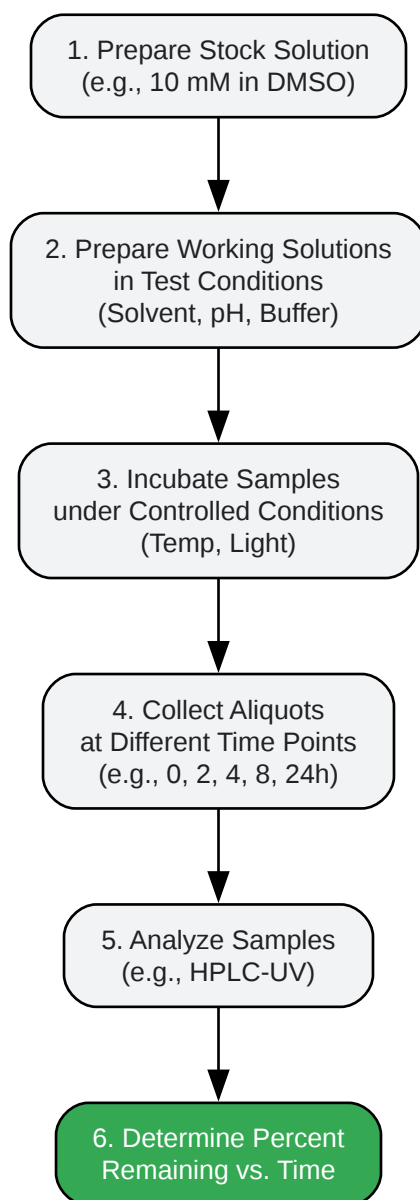 1. Prepare Stock Solution
(e.g., 10 mM in DMSO)
2. Prepare Working Solutions
in Test Conditions
(Solvent, pH, Buffer)
3. Incubate Samples
under Controlled Conditions
(Temp, Light)
4. Collect Aliquots
at Different Time Points
(e.g., 0, 2, 4, 8, 24h)
5. Analyze Samples
(e.g., HPLC-UV)
6. Determine Percent
Remaining vs. Time